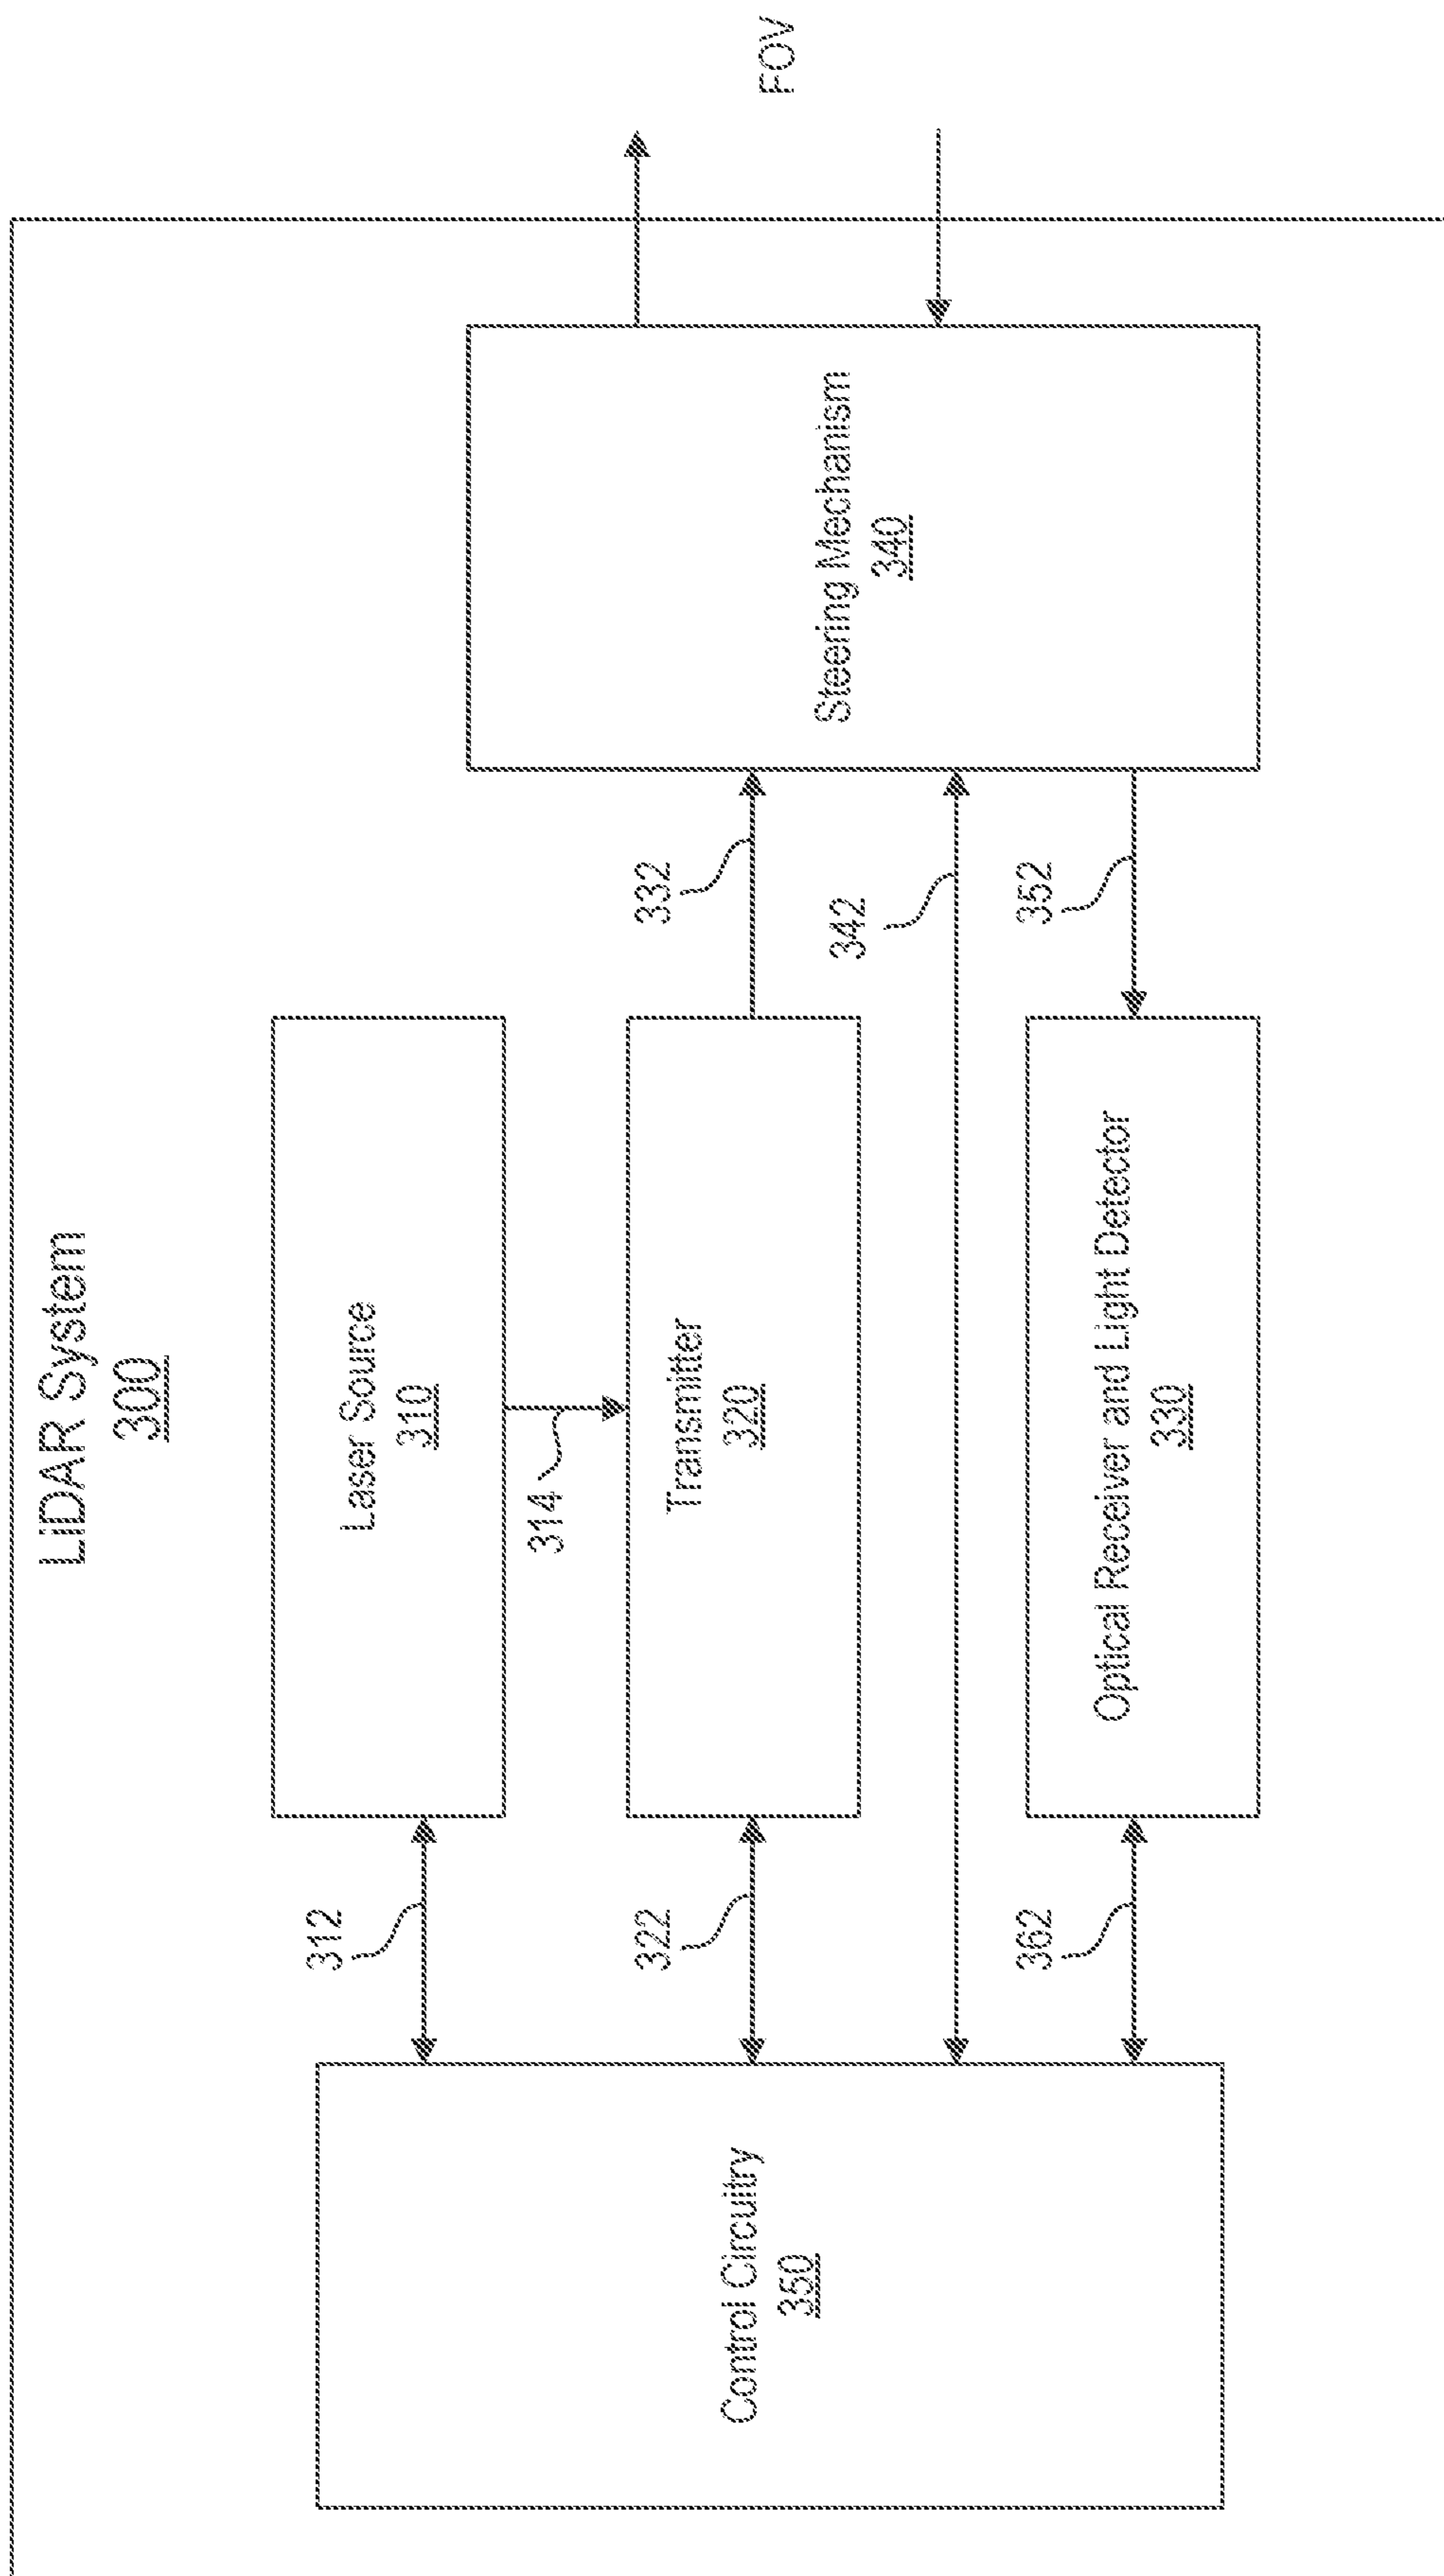 LiDAR System
300
Laser Source
310
312
314
Transmitter
320
322
332
FOV
Control Circuitry
350
Steering Mechanism
340
342
352
Optical Receiver and Light Detector
330
362